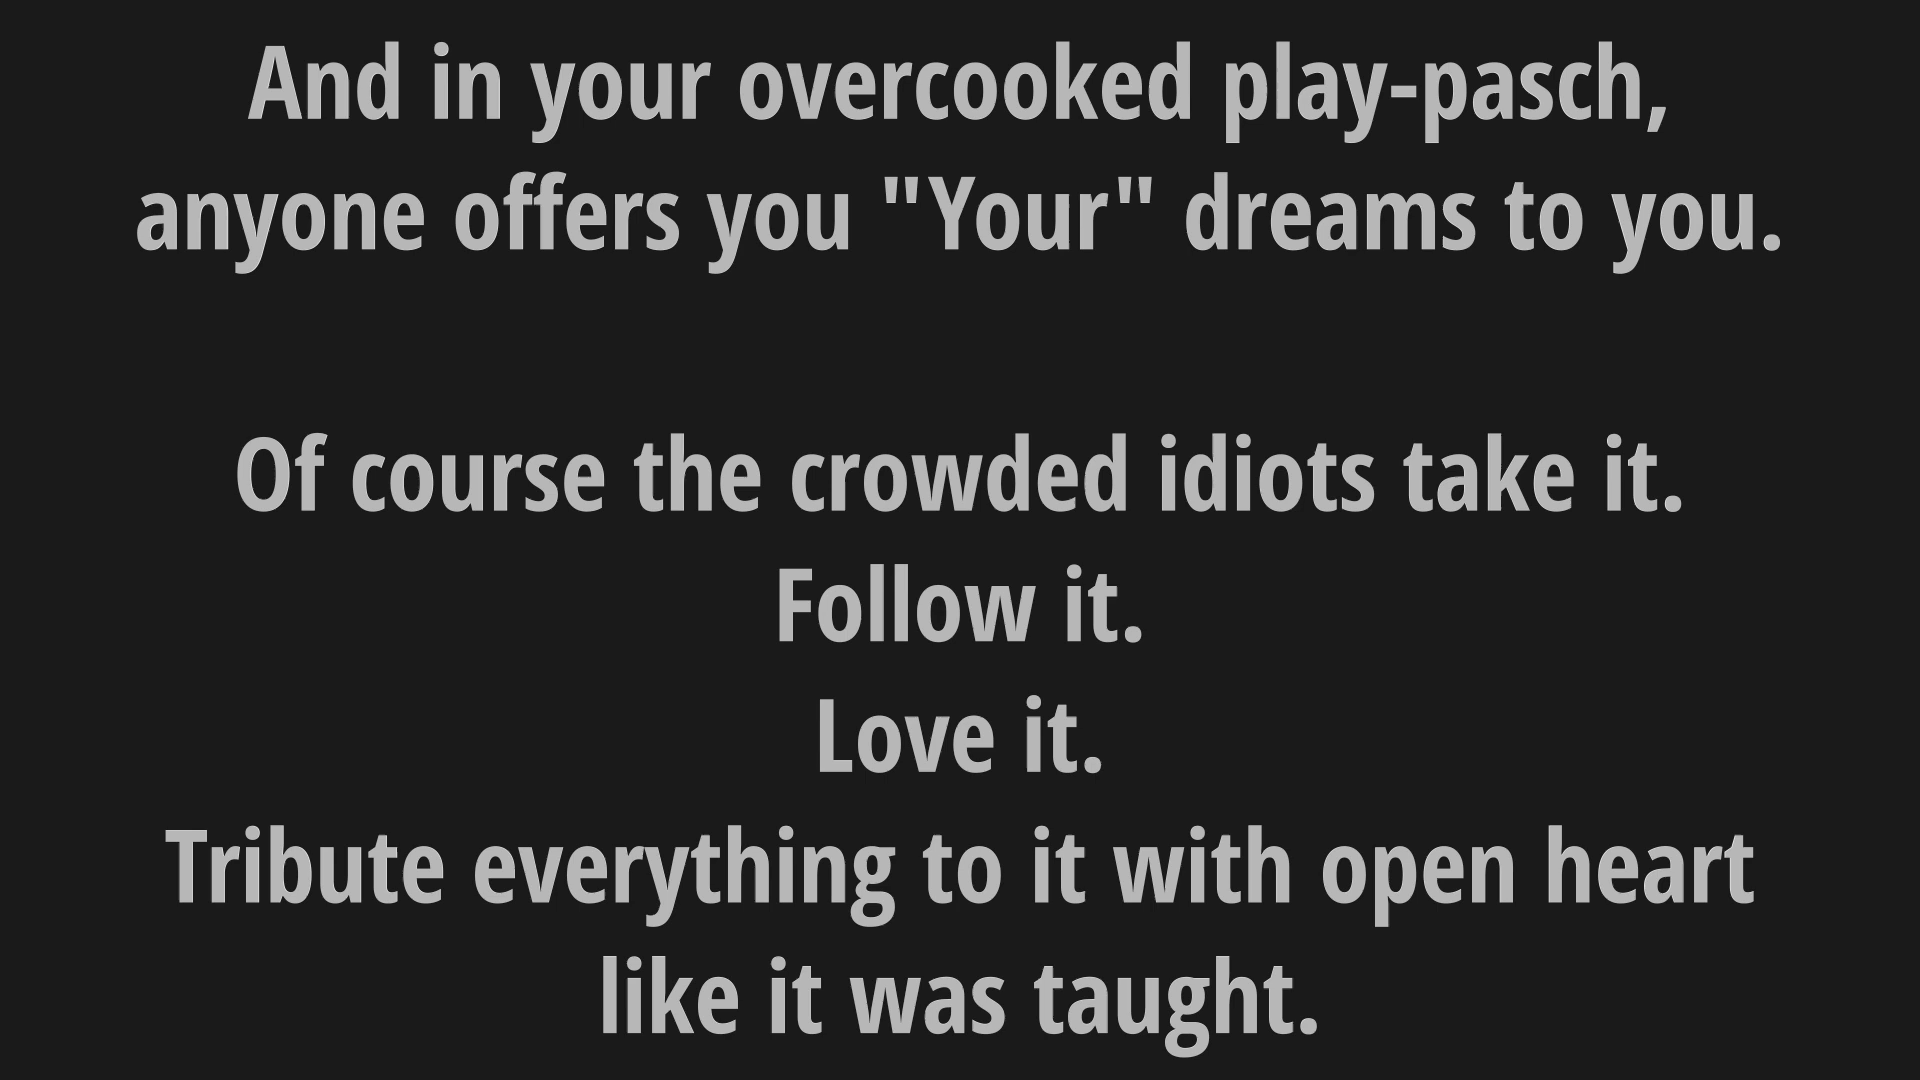 And in your overcooked play-pasch,
anyone offers you "Your" dreams to you.
Of course the crowded idiots take it.
Follow it.
Love it.
Tribute everything to it with open heart
like it was taught.